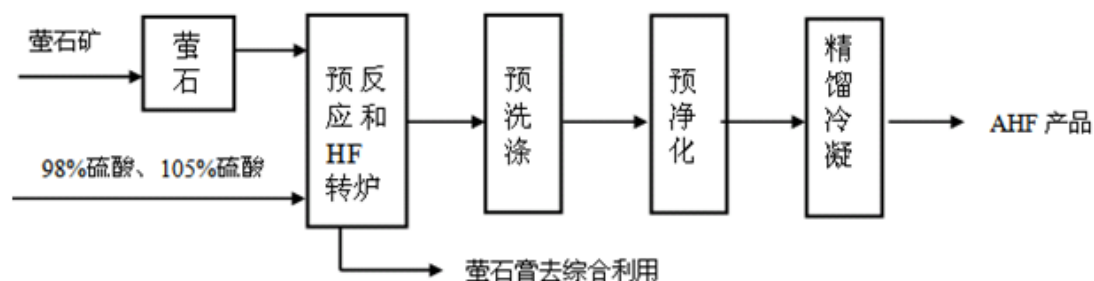 萤石矿
萤
石
98%硫酸、105%硫酸
预反
应和
HF
转炉
预
洗
涤
预
净
化
精
馏
冷
凝
AHF 产品
萤石膏去综合利用